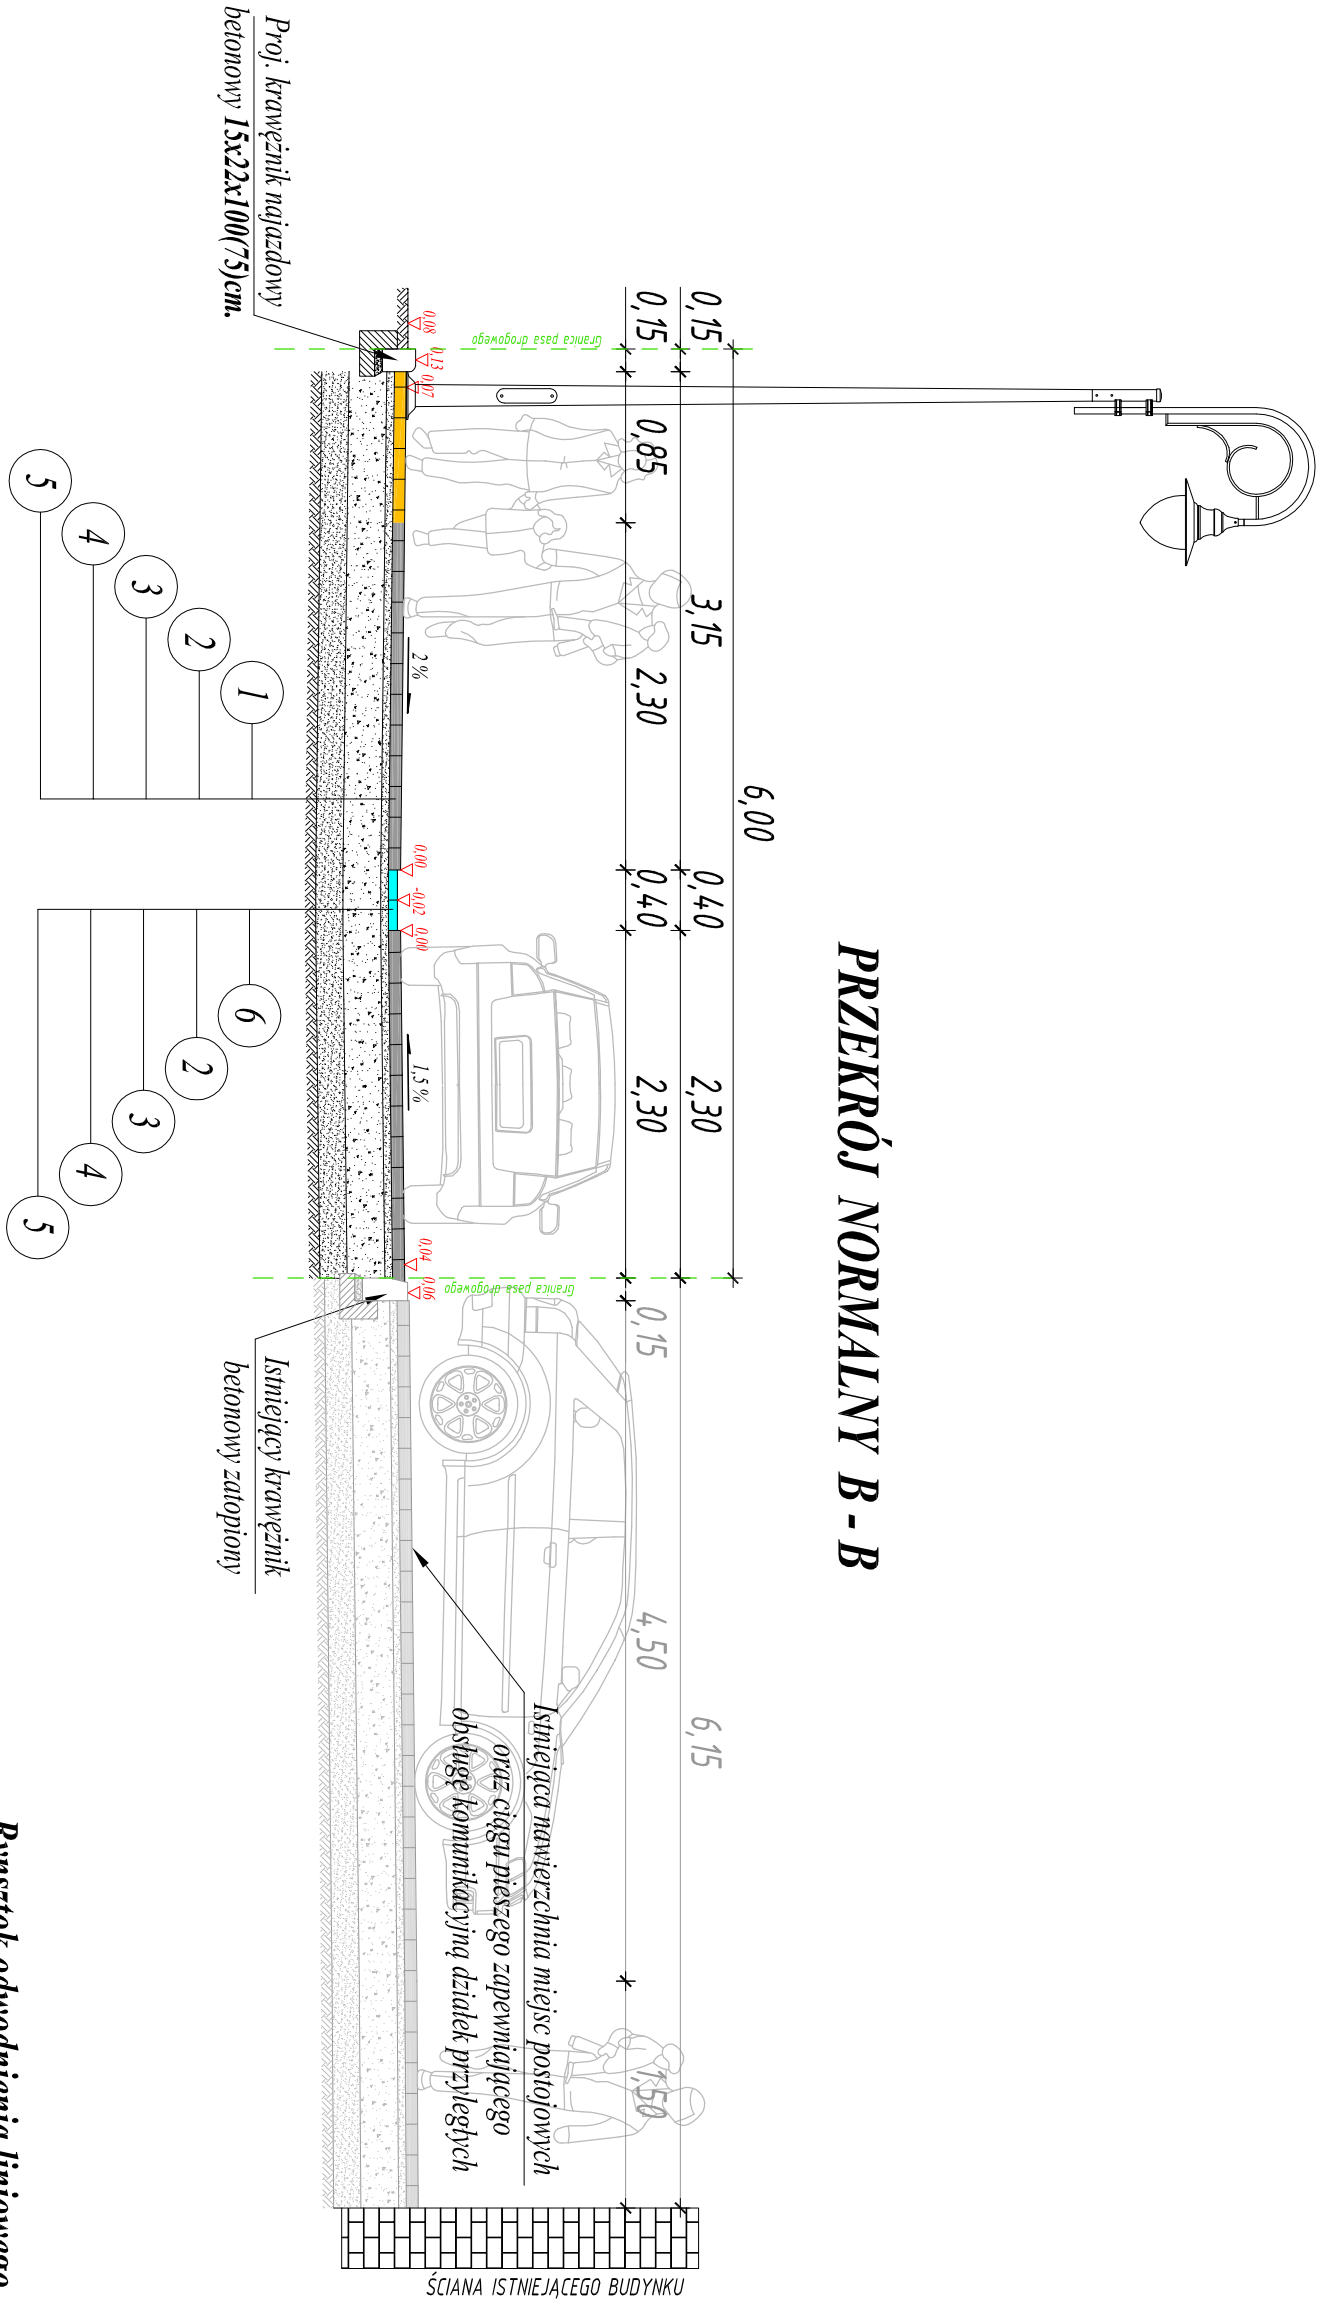 PRZEKRÓJ NORMALNY B - B
6,00
0,15
3,15
0,40
2,30
6,15
0,15
0,85
2,30
0,40
2,30
0,15
4,50
1,50
Granica pasa drogowego
Granica pasa drogowego
0,08
0,13
0,07
2%
0,00
-0,02
0,00
1,5%
0,04
0,06
Istniejąca nawierzchnia miejsc postojowych
oraz ciągu pieszego zapewniającego
obsługę komunikacyjną działek przyległych
ŚCIANA ISTNIEJĄCEGO BUDYNKU
Proj. krawężnik najazdowy
betonowy 15x22x100(75)cm.
Istniejący krawężnik
betonowy zatopiony
1
2
3
4
5
6
2
3
4
5
Rynsztok odwodnienia liniowego